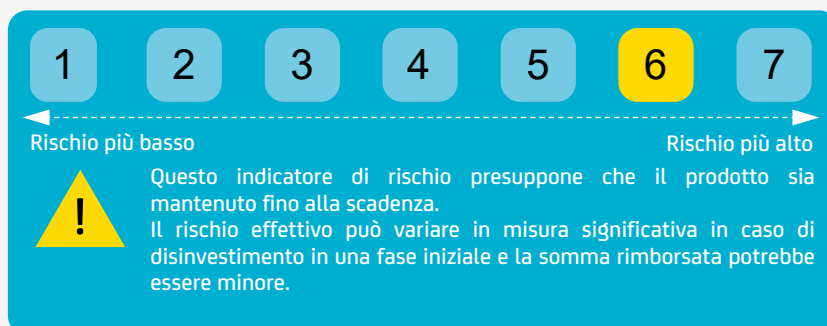 1 2 3 4 5 6 7
Rischio più basso Rischio più alto
!
Questo indicatore di rischio presuppone che il prodotto sia
mantenuto fino alla scadenza.
Il rischio effettivo può variare in misura significativa in caso di
disinvestimento in una fase iniziale e la somma rimborsata potrebbe
essere minore.